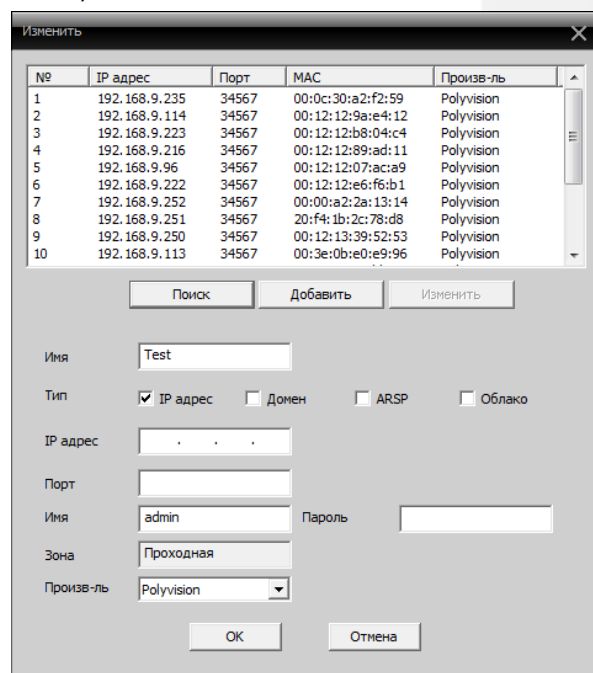 Изменить
№ IP адрес Порт MAC Произв-ль
1 192.168.9.235 34567 00:0c:30:a2:f2:59 Polyvision
2 192.168.9.114 34567 00:12:12:9a:e4:12 Polyvision
3 192.168.9.223 34567 00:12:12:b8:04:c4 Polyvision
4 192.168.9.216 34567 00:12:12:89:ad:11 Polyvision
5 192.168.9.96 34567 00:12:12:07:ac:a9 Polyvision
6 192.168.9.222 34567 00:12:12:e6:f6:b1 Polyvision
7 192.168.9.252 34567 00:00:a2:2a:13:14 Polyvision
8 192.168.9.251 34567 20:f4:1b:2c:78:d8 Polyvision
9 192.168.9.250 34567 00:12:13:39:52:53 Polyvision
10 192.168.9.113 34567 00:3e:0b:e0:e9:96 Polyvision
Поиск Добавить Изменить
Имя Test
Тип IP адрес Домен ARSP Облако
IP адрес . . .
Порт
Имя admin Пароль
Зона Проходная
Произв-ль Polyvision
OK Отмена